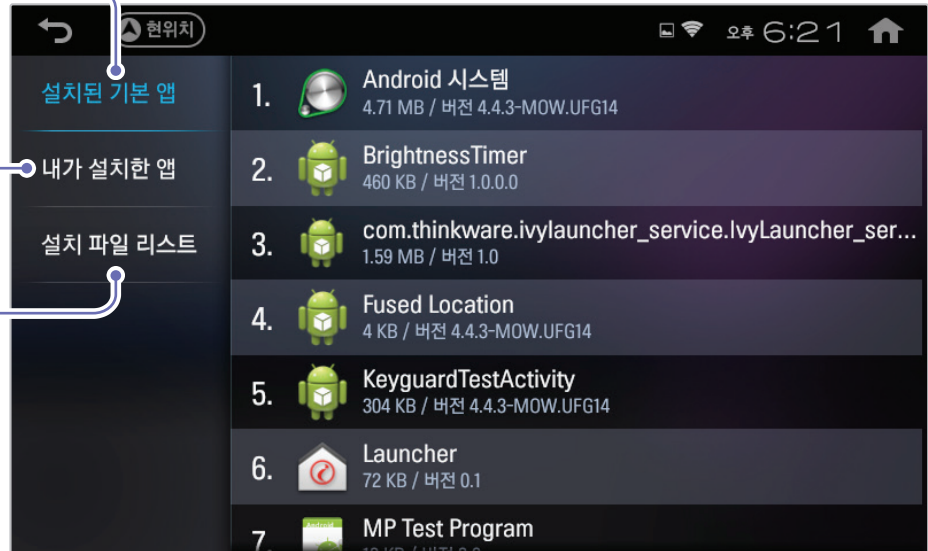 현위치
오후 6:21
설치된 기본 앱
내가 설치한 앱
설치 파일 리스트
1. Android 시스템
4.71 MB / 버전 4.4.3-MOW.UFG14
2. BrightnessTimer
460 KB / 버전 1.0.0.0
3. com.thinkware.ivylauncher_service.IvyLauncher_ser...
1.59 MB / 버전 1.0
4. Fused Location
4 KB / 버전 4.4.3-MOW.UFG14
5. KeyguardTestActivity
304 KB / 버전 4.4.3-MOW.UFG14
6. Launcher
72 KB / 버전 0.1
7. MP Test Program